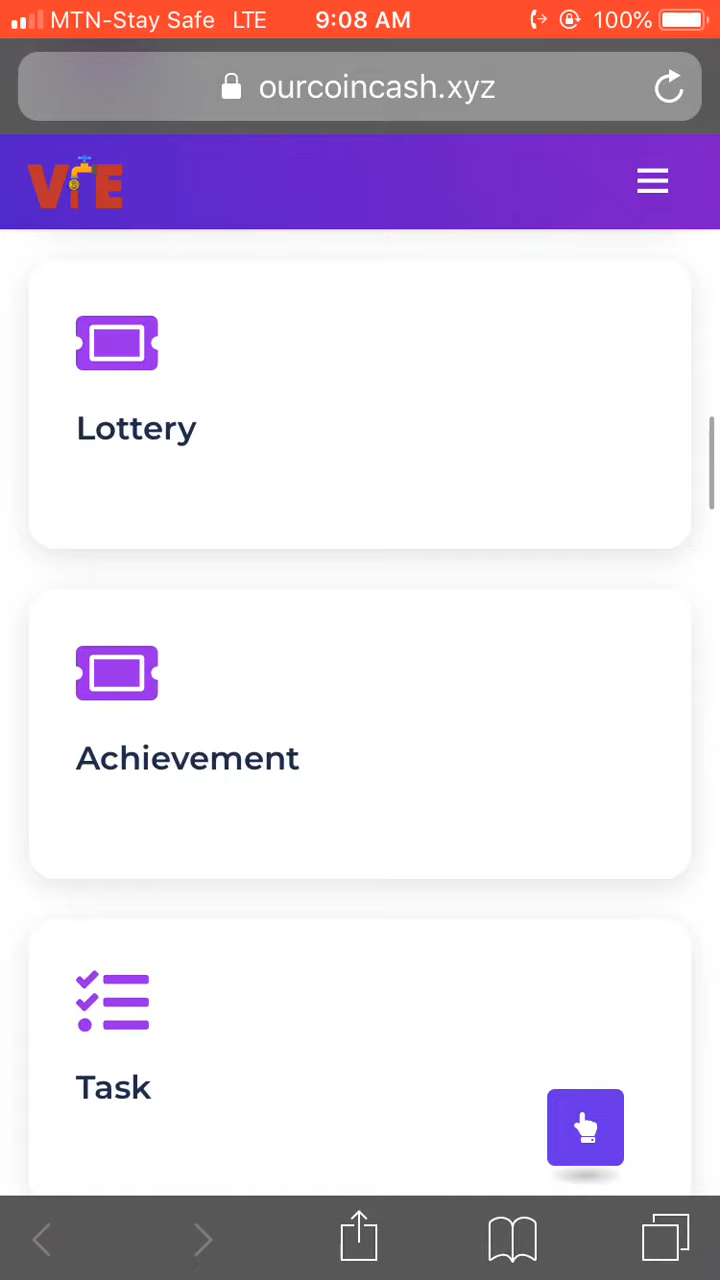 MTN-Stay Safe LTE 9:08 AM 100%
ourcoincash.xyz
VIE
Lottery
Achievement
Task